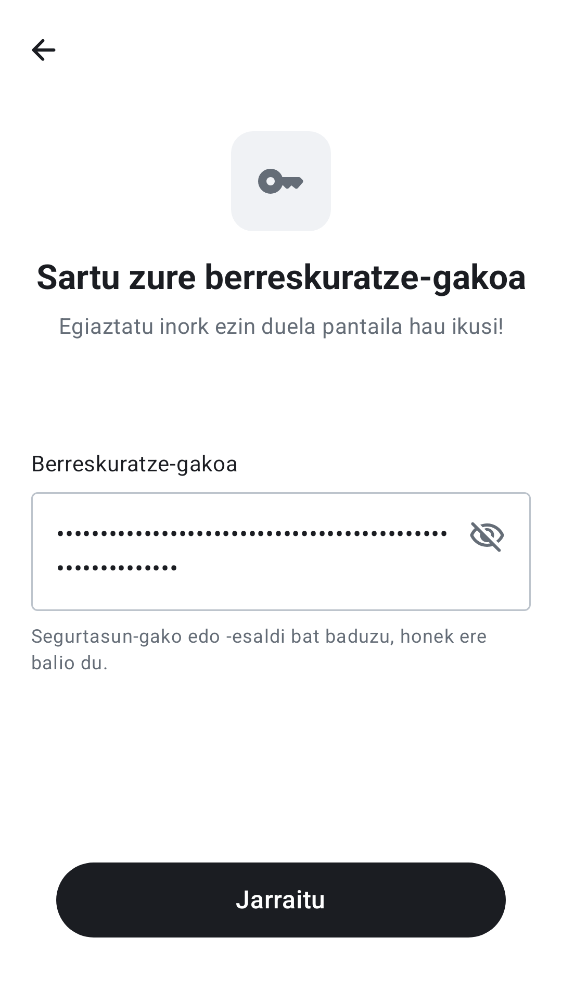 Sartu zure berreskuratze-gakoa
Egiaztatu inork ezin duela pantaila hau ikusi!
Berreskuratze-gakoa
Segurtasun-gako edo -esaldi bat baduzu, honek ere
balio du.
Jarraitu